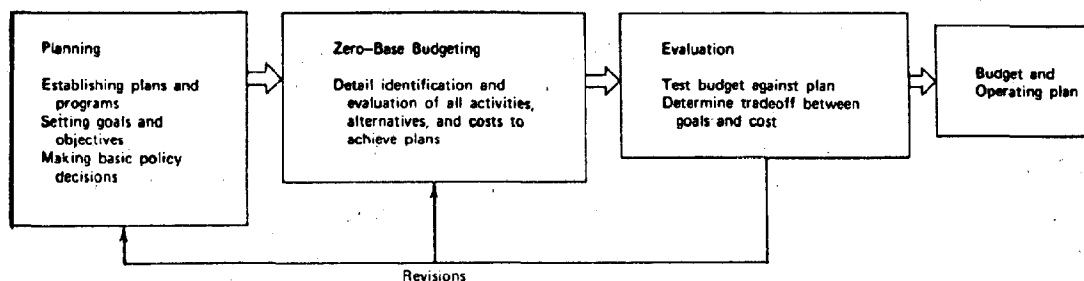 Planning
Establishing plans and
programs
Setting goals and
objectives
Making basic policy
decisions
Zero-Base Budgeting
Detail identification and
evaluation of all activities,
alternatives, and costs to
achieve plans
Evaluation
Test budget against plan
Determine tradeoff between
goals and cost
Budget and
Operating plan
Revisions